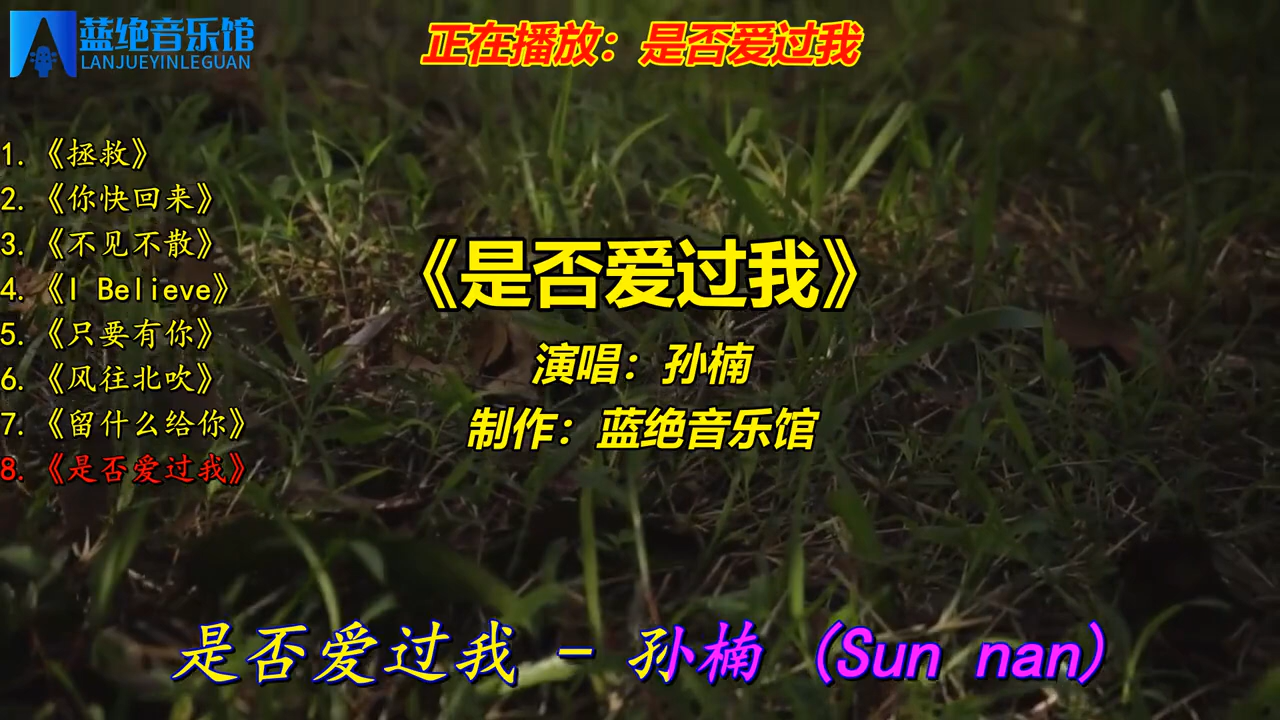 蓝绝音乐馆
LANJUEYINLEGUAN
正在播放：是否爱过我
1.《拯救》
2.《你快回来》
3.《不见不散》
4.《I Believe》
5.《只要有你》
6.《风往北吹》
7.《留什么给你》
8.《是否爱过我》
《是否爱过我》
演唱：孙楠
制作：蓝绝音乐馆
是否爱过我 - 孙楠 (Sun nan)